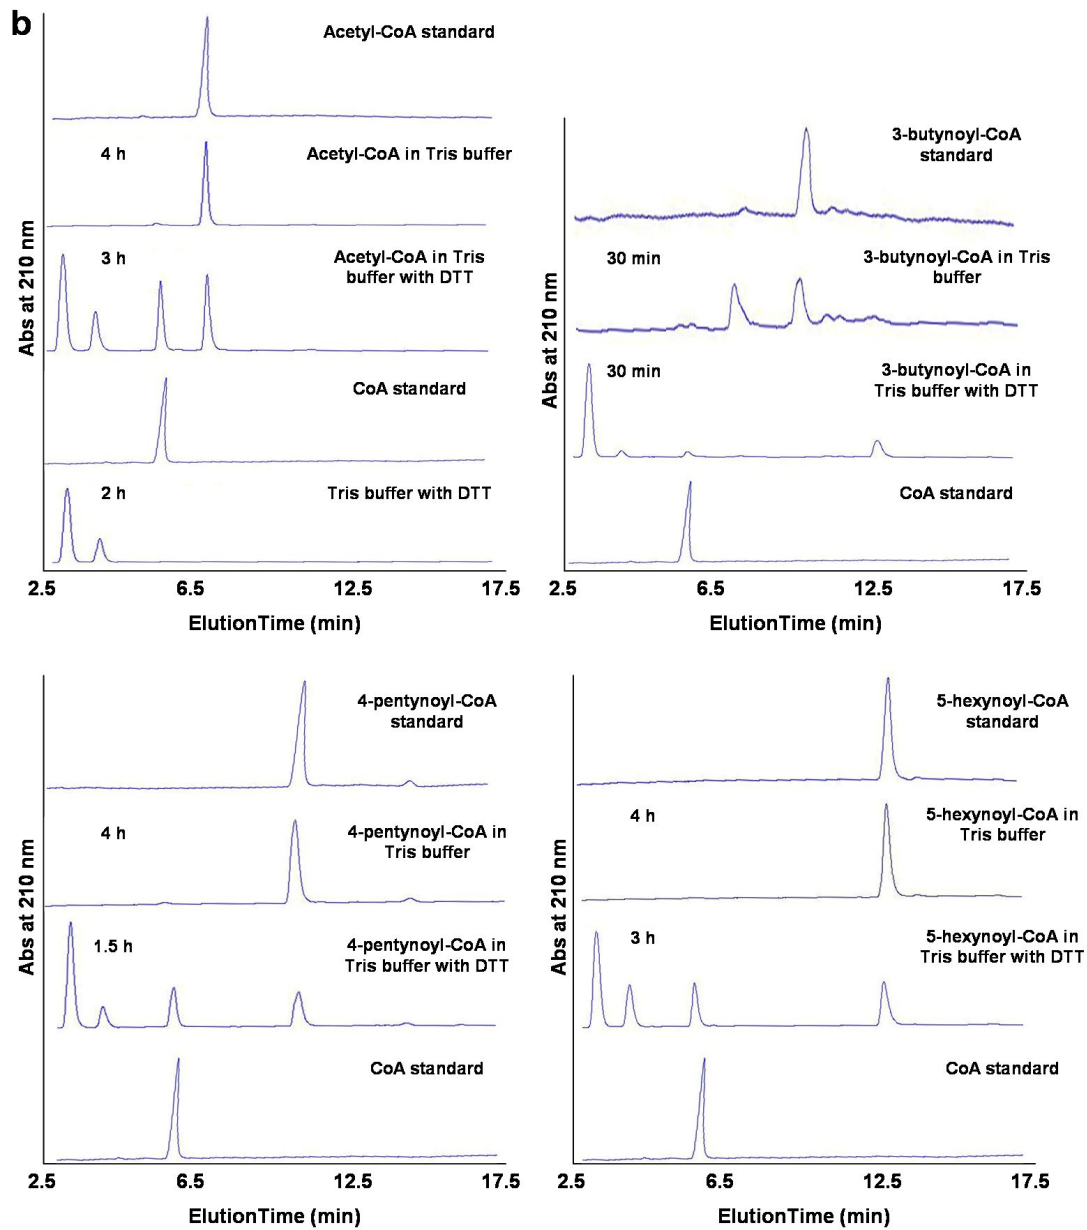 b
Acetyl-CoA standard
4 h
Acetyl-CoA in Tris buffer
3 h
Acetyl-CoA in Tris
buffer with DTT
CoA standard
2 h
Tris buffer with DTT
Abs at 210 nm
2.5 6.5 12.5 17.5
ElutionTime (min)
3-butynoyl-CoA
standard
30 min
3-butynoyl-CoA in Tris
buffer
30 min
3-butynoyl-CoA in
Tris buffer with DTT
CoA standard
Abs at 210 nm
2.5 6.5 12.5 17.5
ElutionTime (min)
4-pentynoyl-CoA
standard
4 h
4-pentynoyl-CoA in
Tris buffer
1.5 h
4-pentynoyl-CoA in
Tris buffer with DTT
CoA standard
Abs at 210 nm
2.5 6.5 12.5 17.5
ElutionTime (min)
5-hexynoyl-CoA
standard
4 h
5-hexynoyl-CoA in
Tris buffer
3 h
5-hexynoyl-CoA in
Tris buffer with DTT
CoA standard
Abs at 210 nm
2.5 6.5 12.5 17.5
ElutionTime (min)